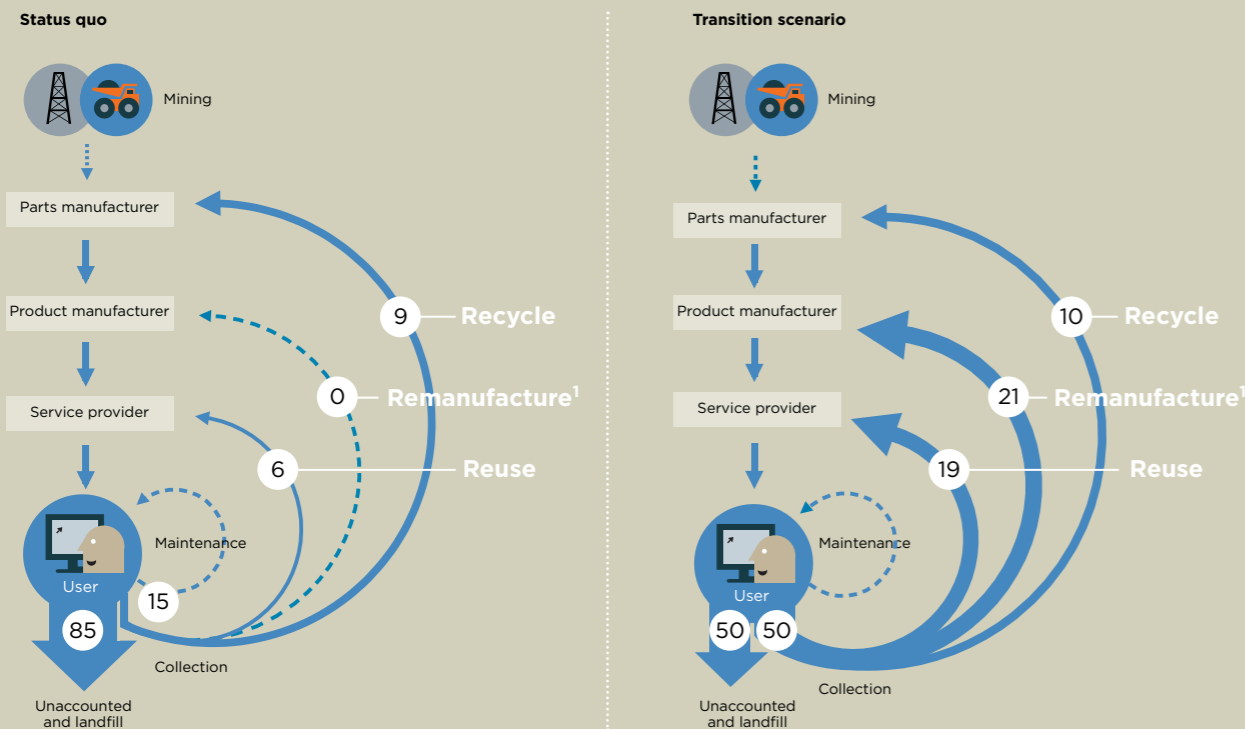 Status quo
Mining
Parts manufacturer
Product manufacturer
9
Recycle
0
Remanufacture¹
Service provider
6
Reuse
Maintenance
User
15
85
Collection
Unaccounted
and landfill
Transition scenario
Mining
Parts manufacturer
Product manufacturer
10
Recycle
21
Remanufacture¹
Service provider
19
Reuse
Maintenance
User
50
50
Collection
Unaccounted
and landfill